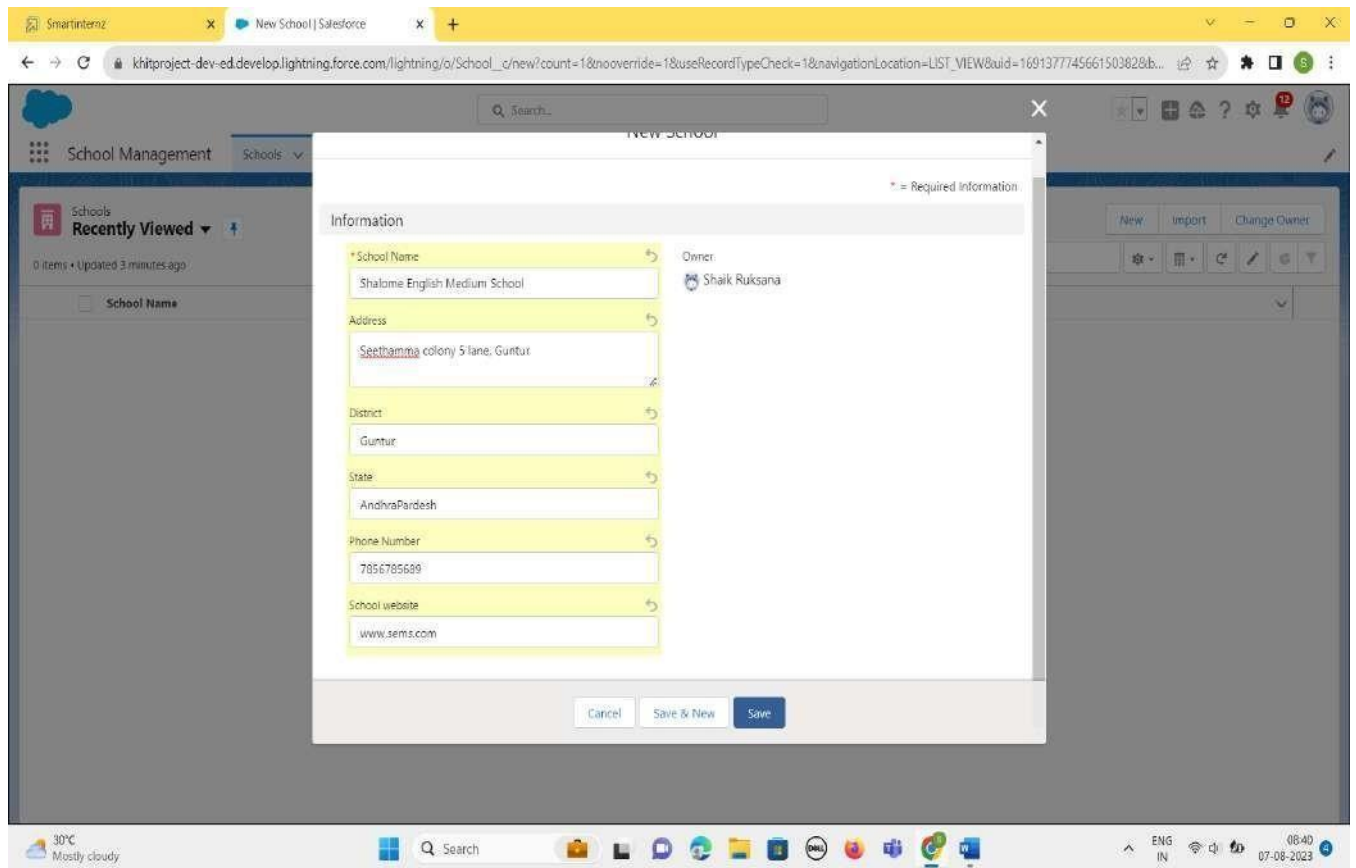 Smartinternz
New School | Salesforce
khitproject-dev-ed.develop.lightning.force.com/lightning/o/School__c/new?count=1&nooverride=1&useRecordTypeCheck=1&navigationLocation=LIST_VIEW&uid=169137774566150382&b...
S
Search...
12
School Management
Schools
New School
* = Required Information
Schools
Recently Viewed
New
Import
Change Owner
0 items • Updated 3 minutes ago
School Name
Information
* School Name
Shalome English Medium School
Owner
Shaik Ruksana
Address
Seethamma colony 5 lane, Guntur
District
Guntur
State
AndhraPardesh
Phone Number
7856785689
School website
www.sems.com
Cancel
Save & New
Save
30°C
Mostly cloudy
Search
DELL
ENG
IN
08:40
07-08-2023
4